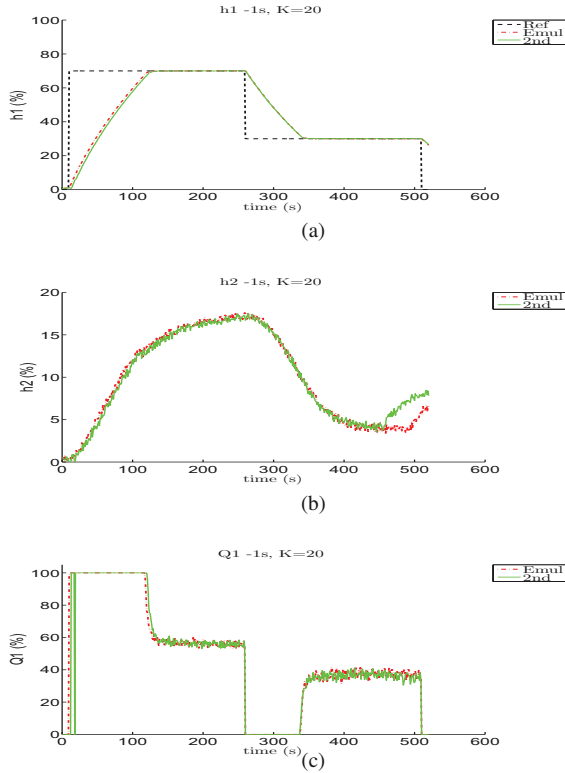 h1 -1s, K=20
Ref
Emul
2nd
100
80
60
40
20
0
h1 (%)
0 100 200 300 400 500 600
time (s)
(a)
h2 -1s, K=20
Emul
2nd
20
15
10
5
0
h2 (%)
0 100 200 300 400 500 600
time (s)
(b)
Q1 -1s, K=20
Emul
2nd
100
80
60
40
20
0
Q1 (%)
0 100 200 300 400 500 600
time (s)
(c)